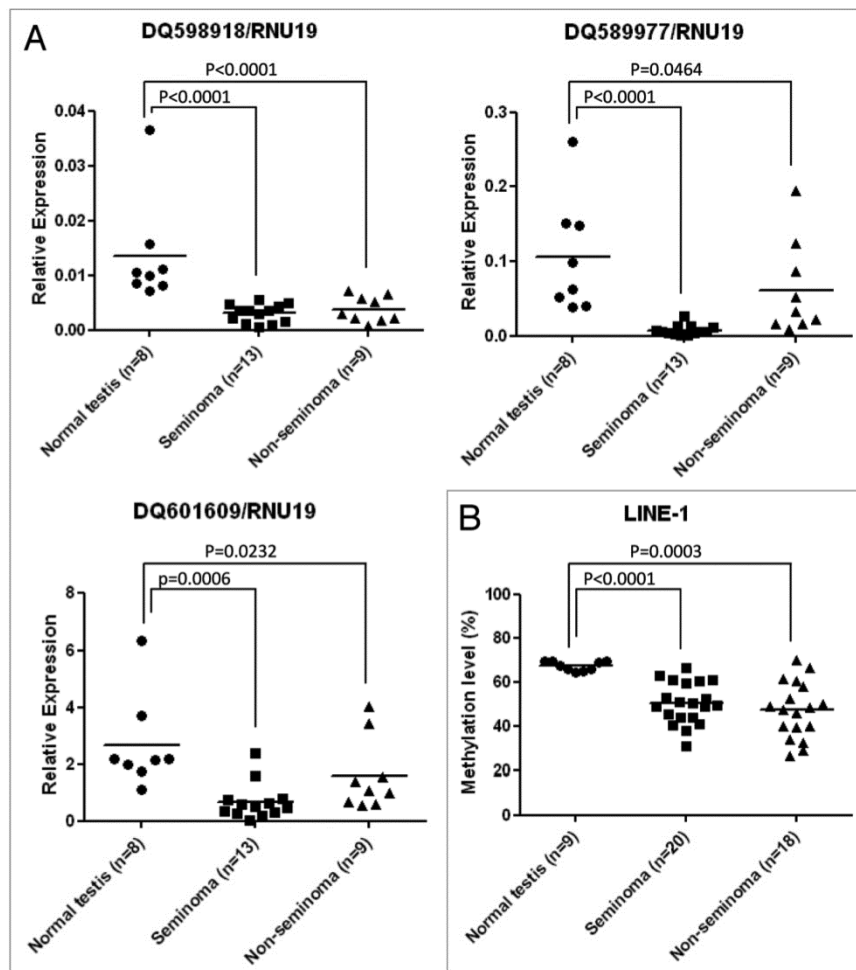 A
DQ598918/RNU19
P<0.0001
P<0.0001
Relative Expression
0.04
0.03
0.02
0.01
0.00
Normal testis (n=8)
Seminoma (n=13)
Non-seminoma (n=9)
DQ589977/RNU19
P=0.0464
P<0.0001
Relative Expression
0.3
0.2
0.1
0.0
Normal testis (n=8)
Seminoma (n=13)
Non-seminoma (n=9)
DQ601609/RNU19
P=0.0232
p=0.0006
Relative Expression
8
6
4
2
0
Normal testis (n=8)
Seminoma (n=13)
Non-seminoma (n=9)
B
LINE-1
P=0.0003
P<0.0001
Methylation level (%)
100
80
60
40
20
0
Normal testis (n=9)
Seminoma (n=20)
Non-seminoma (n=18)